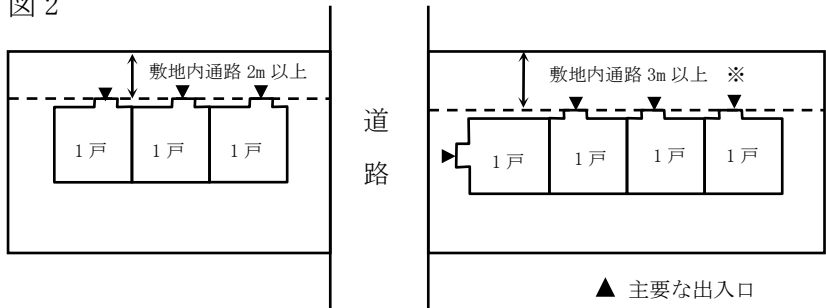 図2
敷地内通路 2m 以上
敷地内通路 3m 以上 ※
道
路
1戸 1戸 1戸
1戸 1戸 1戸 1戸
▲ 主要な出入口